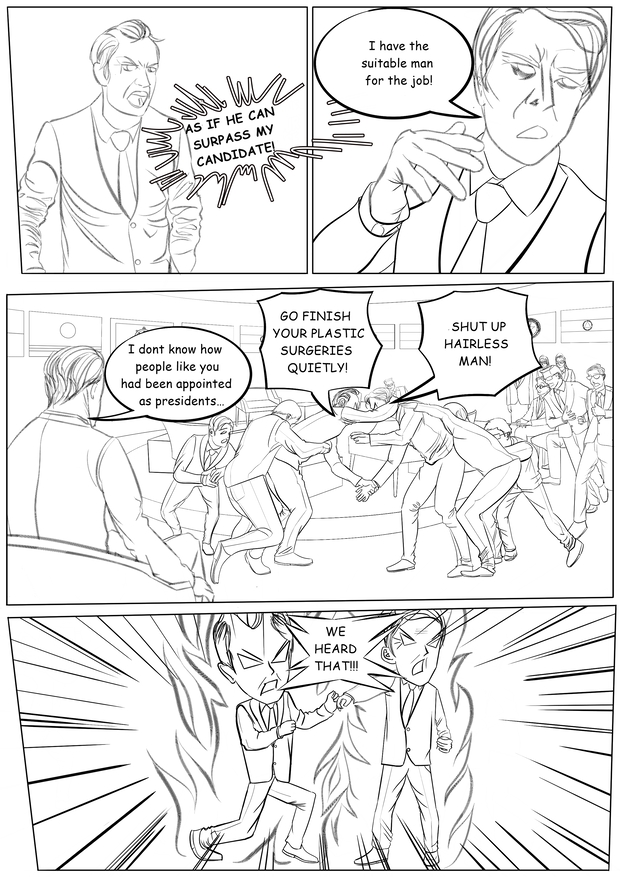 AS IF HE CAN
SURPASS MY
CANDIDATE!
I have the
suitable man
for the job!
I dont know how
people like you
had been appointed
as presidents...
GO FINISH
YOUR PLASTIC
SURGERIES
QUIETLY!
SHUT UP
HAIRLESS
MAN!
WE
HEARD
THAT!!!